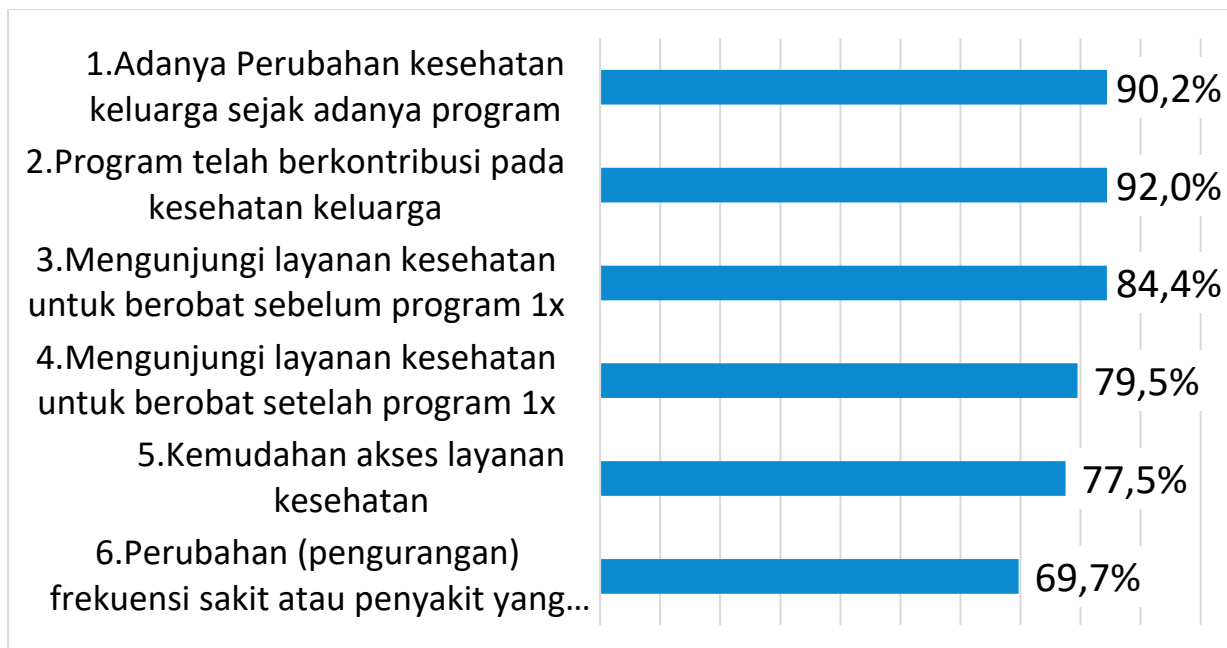 1.Adanya Perubahan kesehatan
keluarga sejak adanya program
90,2%
2.Program telah berkontribusi pada
kesehatan keluarga
92,0%
3.Mengunjungi layanan kesehatan
untuk berobat sebelum program 1x
84,4%
4.Mengunjungi layanan kesehatan
untuk berobat setelah program 1x
79,5%
5.Kemudahan akses layanan
kesehatan
77,5%
6.Perubahan (pengurangan)
frekuensi sakit atau penyakit yang…
69,7%